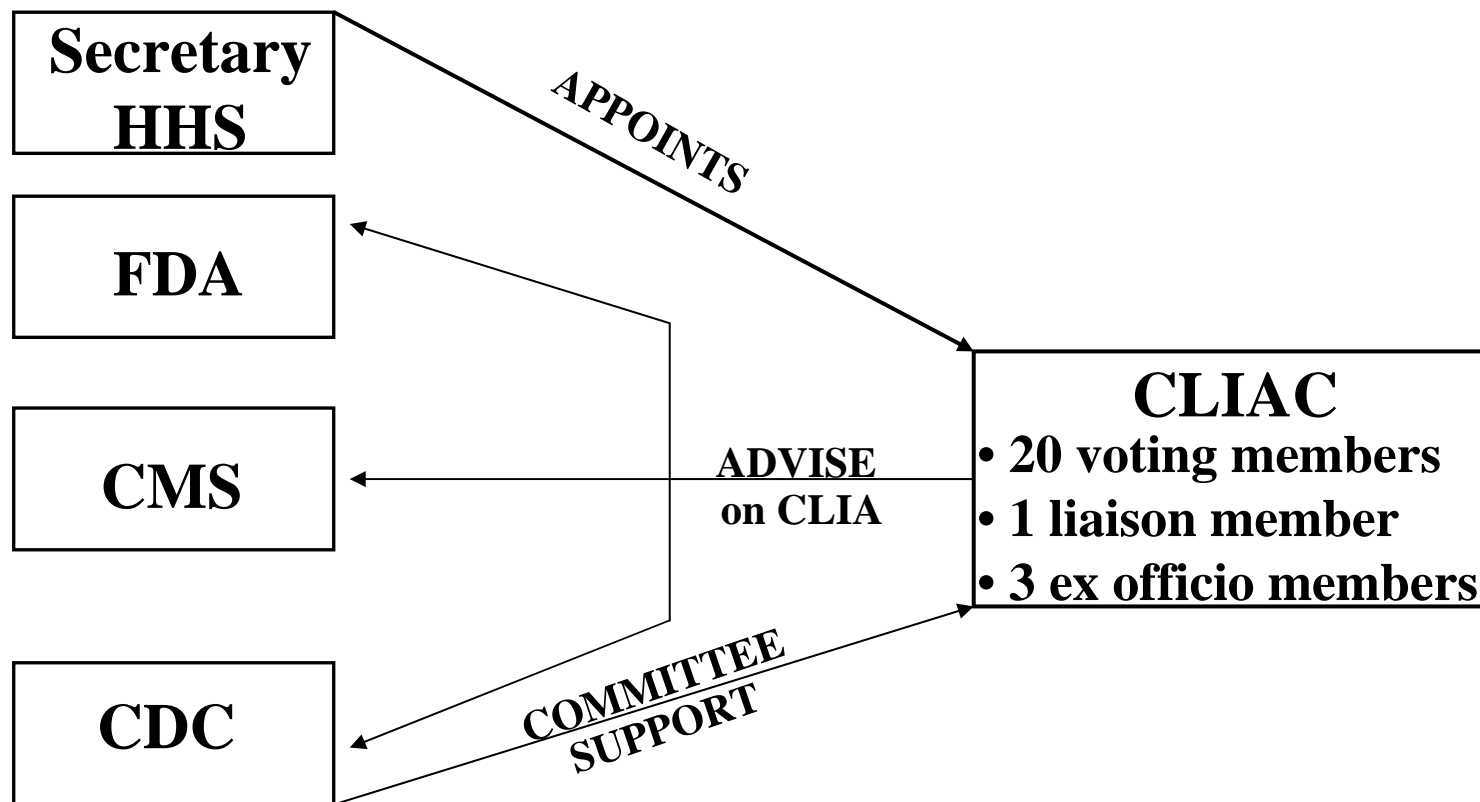 Secretary
HHS
APPOINTS
FDA
CMS
CDC
ADVISE
on CLIA
COMMITTEE
SUPPORT
CLIAC
• 20 voting members
• 1 liaison member
• 3 ex officio members